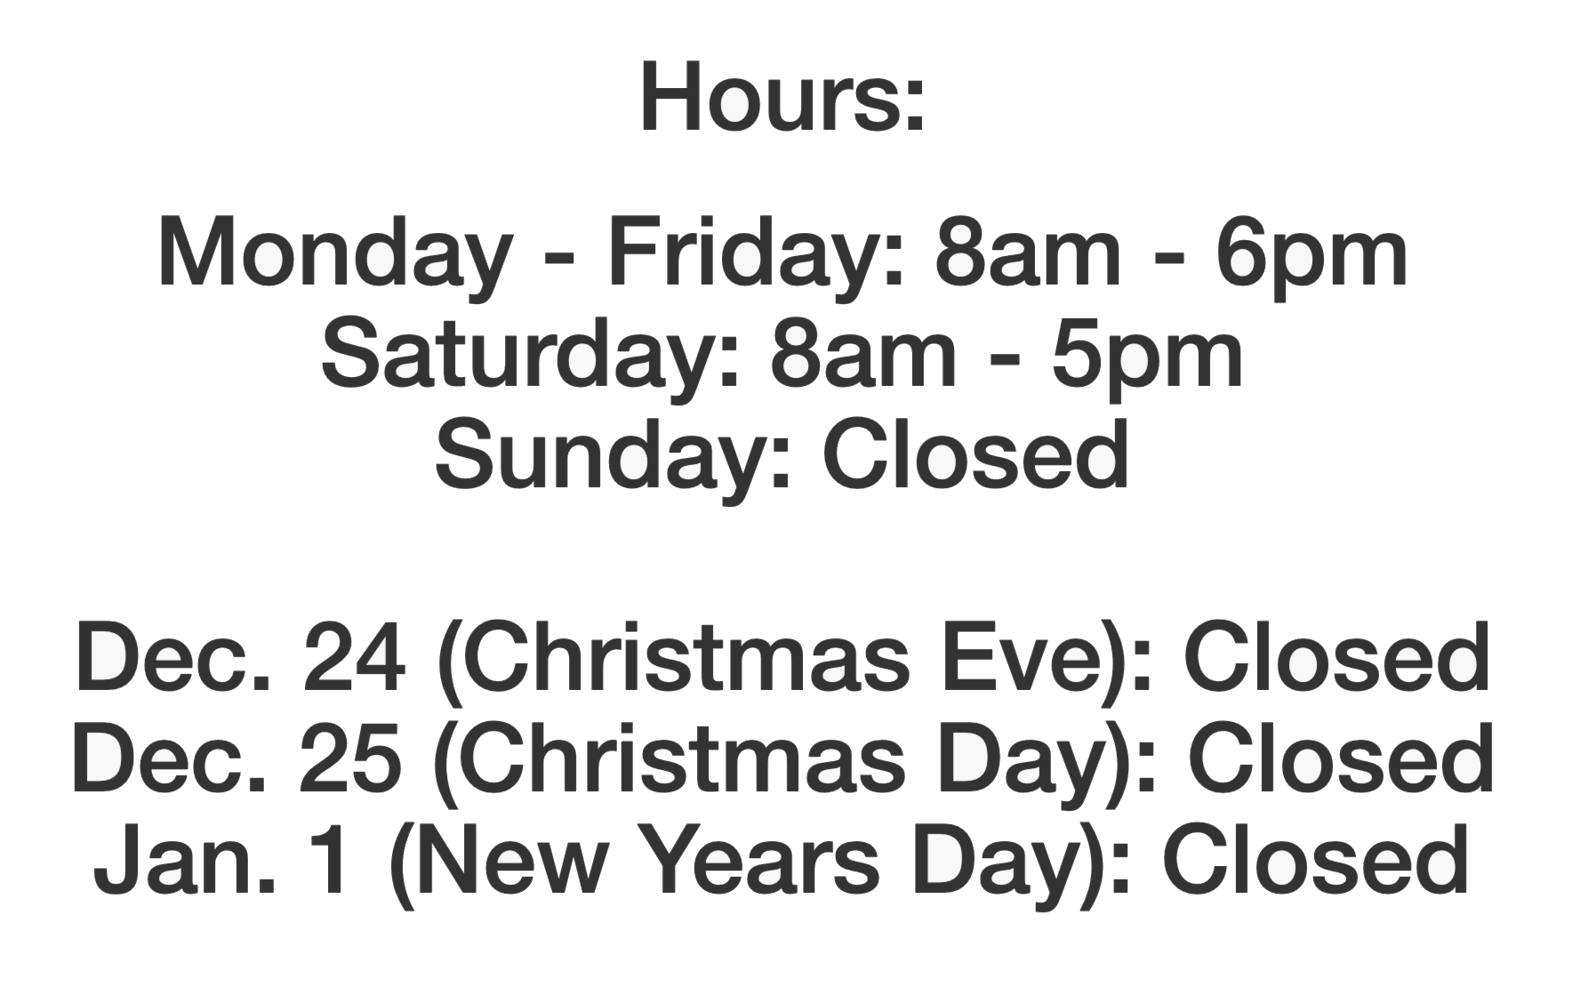 Hours:
Monday - Friday: 8am - 6pm
Saturday: 8am - 5pm
Sunday: Closed
Dec. 24 (Christmas Eve): Closed
Dec. 25 (Christmas Day): Closed
Jan. 1 (New Years Day): Closed